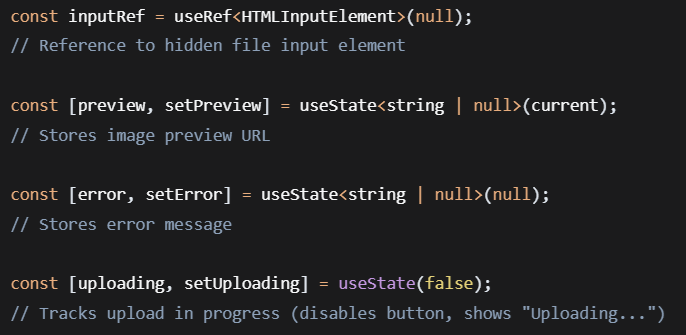 const inputRef = useRef<HTMLInputElement>(null);
// Reference to hidden file input element
const [preview, setPreview] = useState<string | null>(current);
// Stores image preview URL
const [error, setError] = useState<string | null>(null);
// Stores error message
const [uploading, setUploading] = useState(false);
// Tracks upload in progress (disables button, shows "Uploading...")